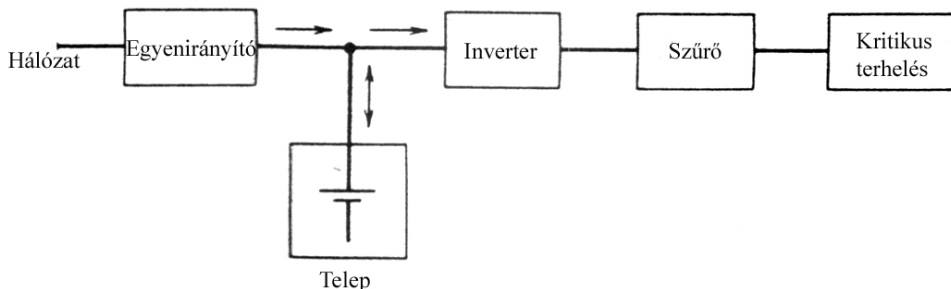 Hálózat
Egyenirányító
Inverter
Szűrő
Kritikus
terhelés
Telep